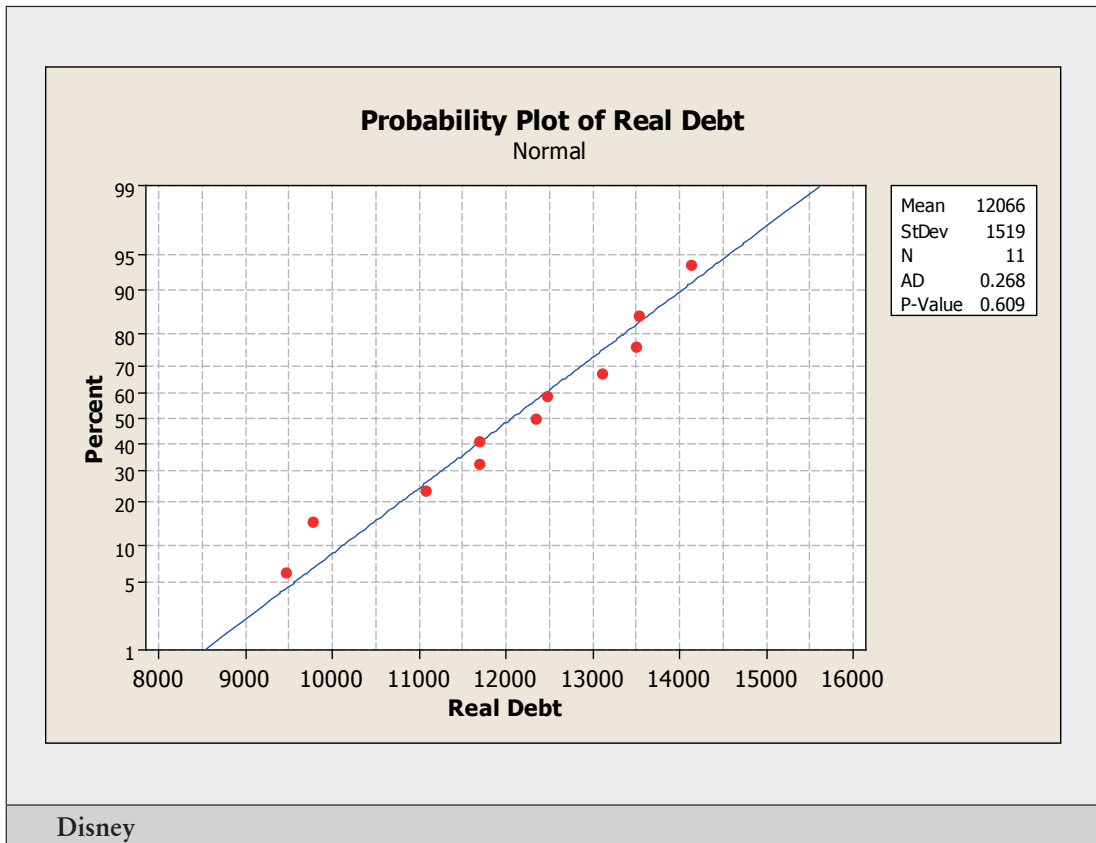 Probability Plot of Real Debt
Normal
Mean 12066
StDev 1519
N 11
AD 0.268
P-Value 0.609
Percent
99
95
90
80
70
60
50
40
30
20
10
5
1
8000 9000 10000 11000 12000 13000 14000 15000 16000
Real Debt
Disney